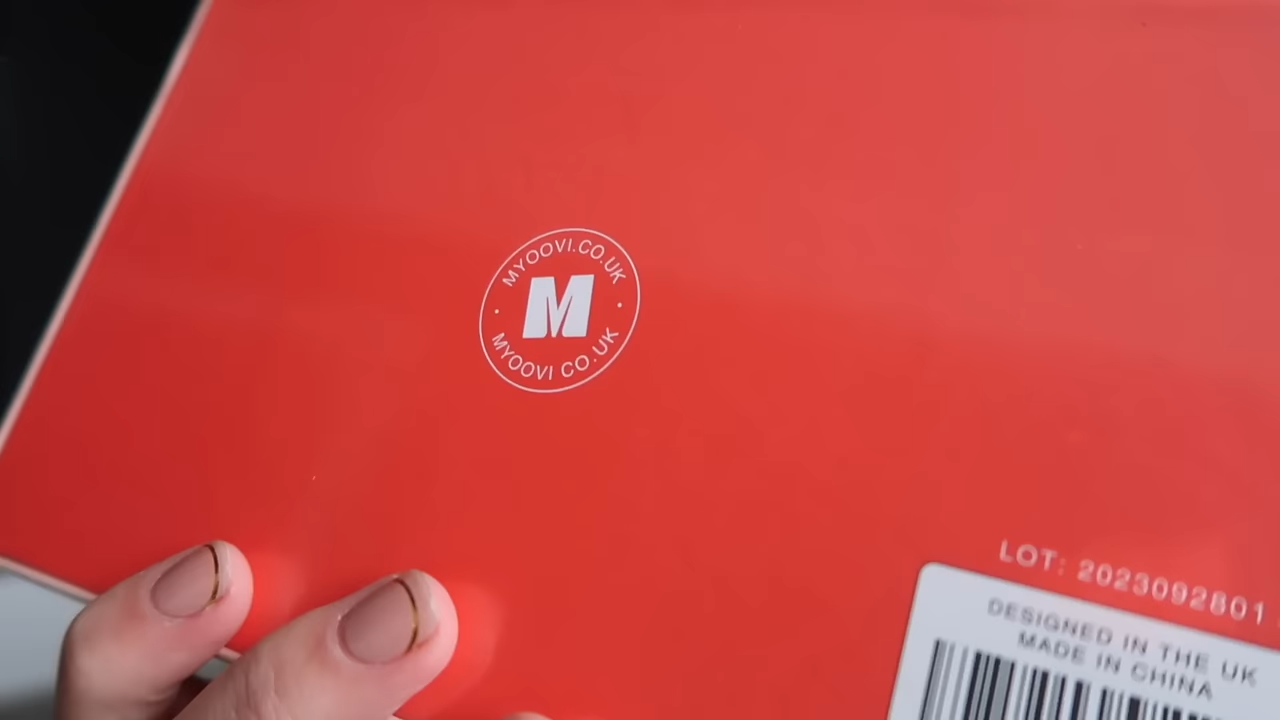 MYOOVI.CO.UK
M
MYOOVI CO.UK
LOT: 2023092801
DESIGNED IN THE UK
MADE IN CHINA